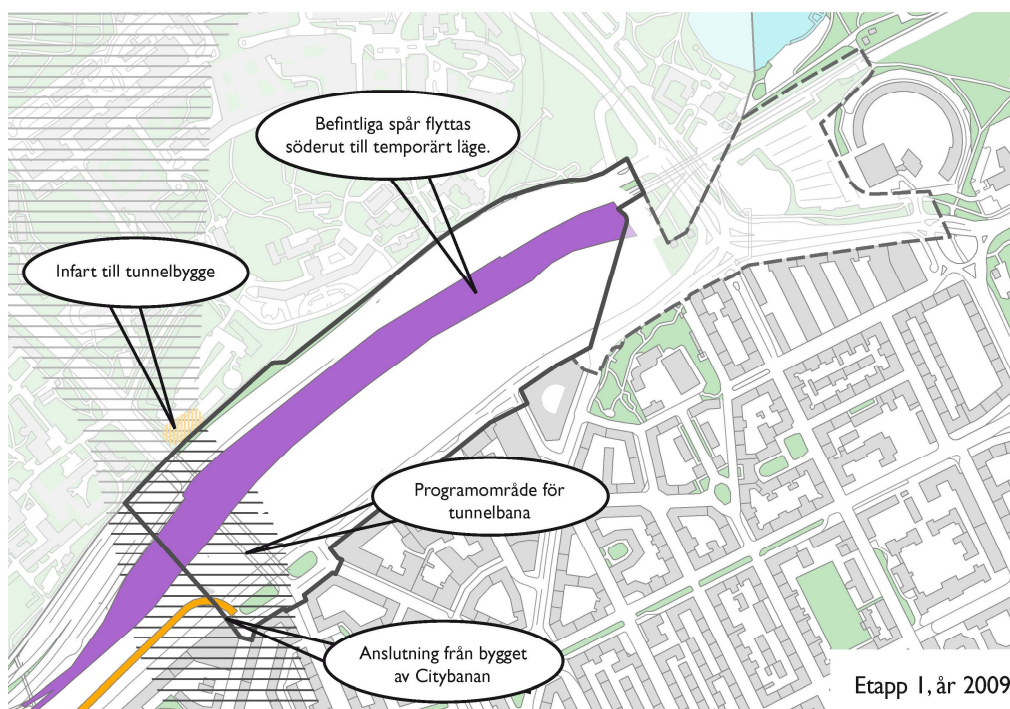 Befintliga spår flyttas
söderut till temporärt läge.
Infart till tunnelbygge
Programområde för
tunnelbana
Anslutning från bygget
av Citybanan
Etapp 1, år 2009